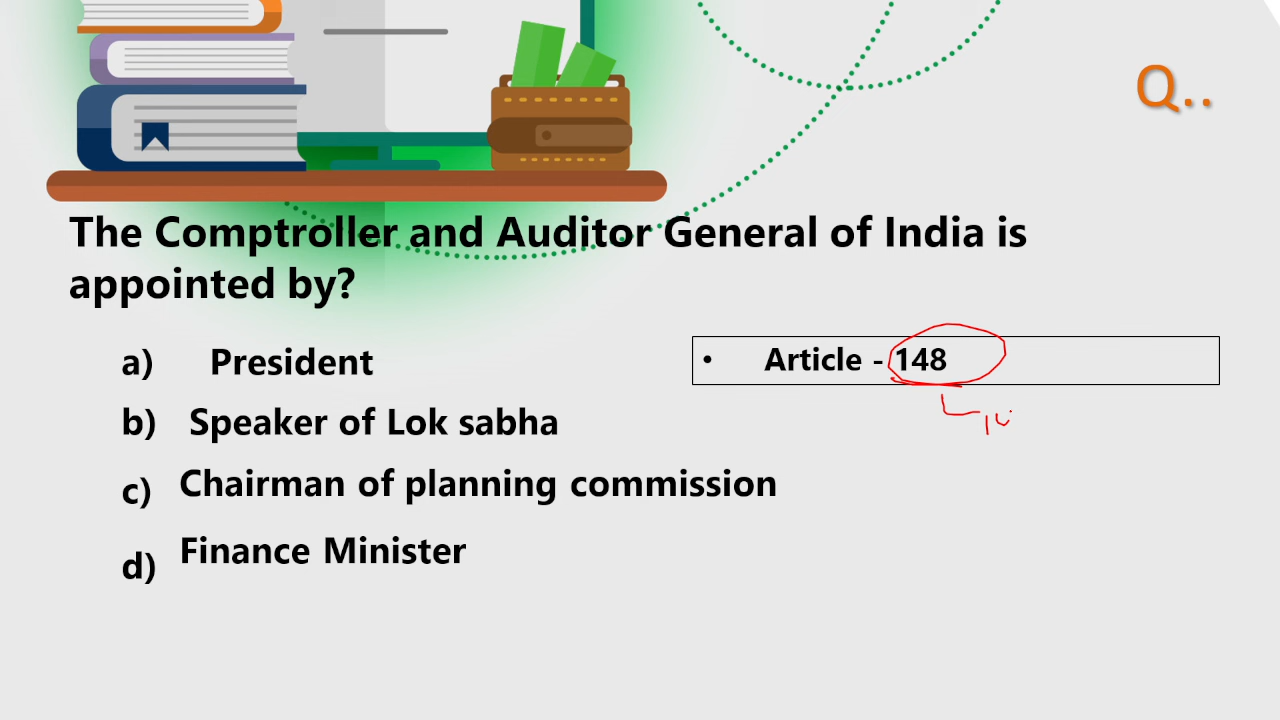 Q..
The Comptroller and Auditor General of India is
appointed by?
a) President
• Article - 148
b) Speaker of Lok sabha
c) Chairman of planning commission
d) Finance Minister